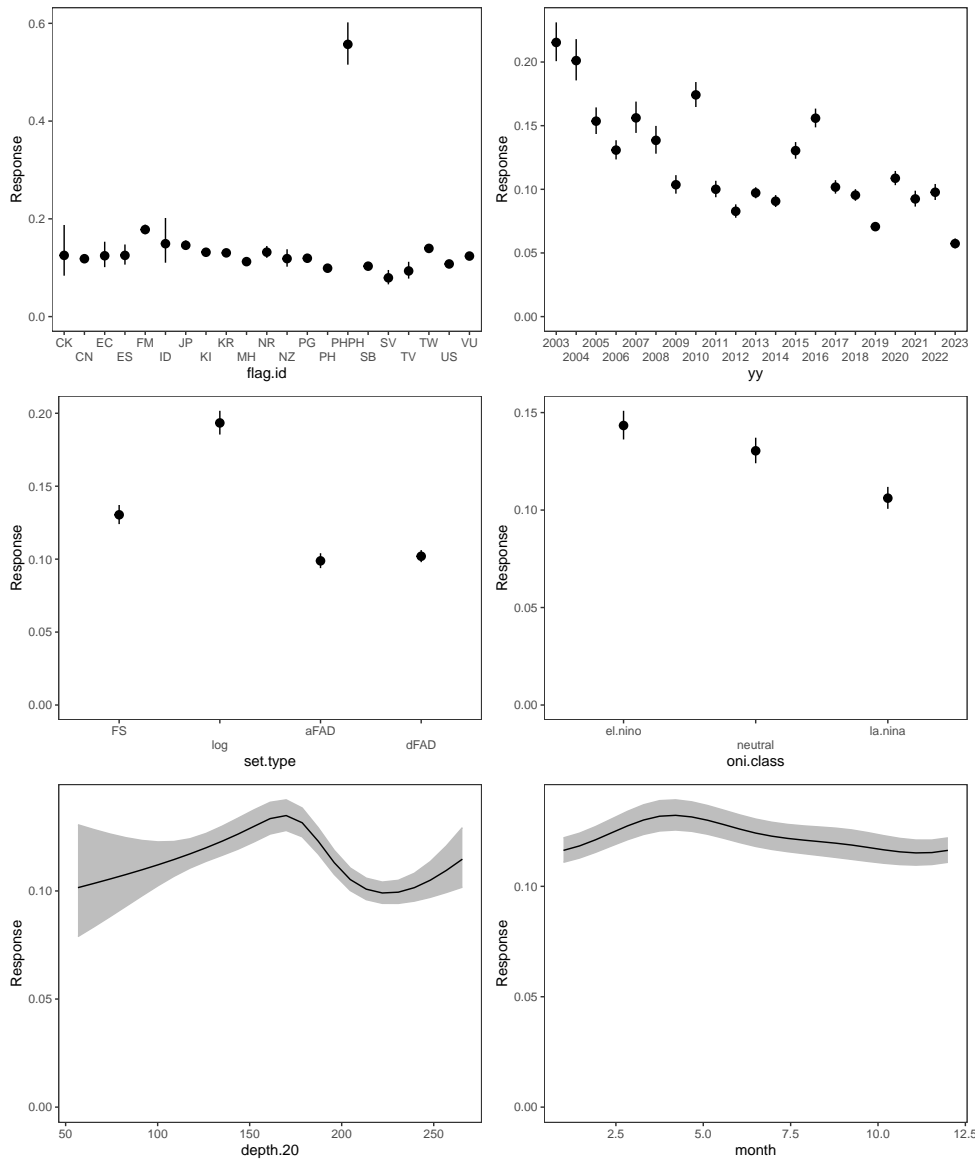 0.6
0.4
0.2
0.0
Response
CK EC FM JP KR NR PG PHPH SV TW VU
CN ES ID KI MH NZ PH SB TV US
flag.id
0.20
0.15
0.10
0.05
0.00
Response
2003 2005 2007 2009 2011 2013 2015 2017 2019 2021 2023
2004 2006 2008 2010 2012 2014 2016 2018 2020 2022
yy
0.20
0.15
0.10
0.05
0.00
Response
FS aFAD
log dFAD
set.type
0.15
0.10
0.05
0.00
Response
el.nino la.nina
neutral
oni.class
0.10
0.05
0.00
Response
50 100 150 200 250
depth.20
0.10
0.05
0.00
Response
2.5 5.0 7.5 10.0 12.5
month